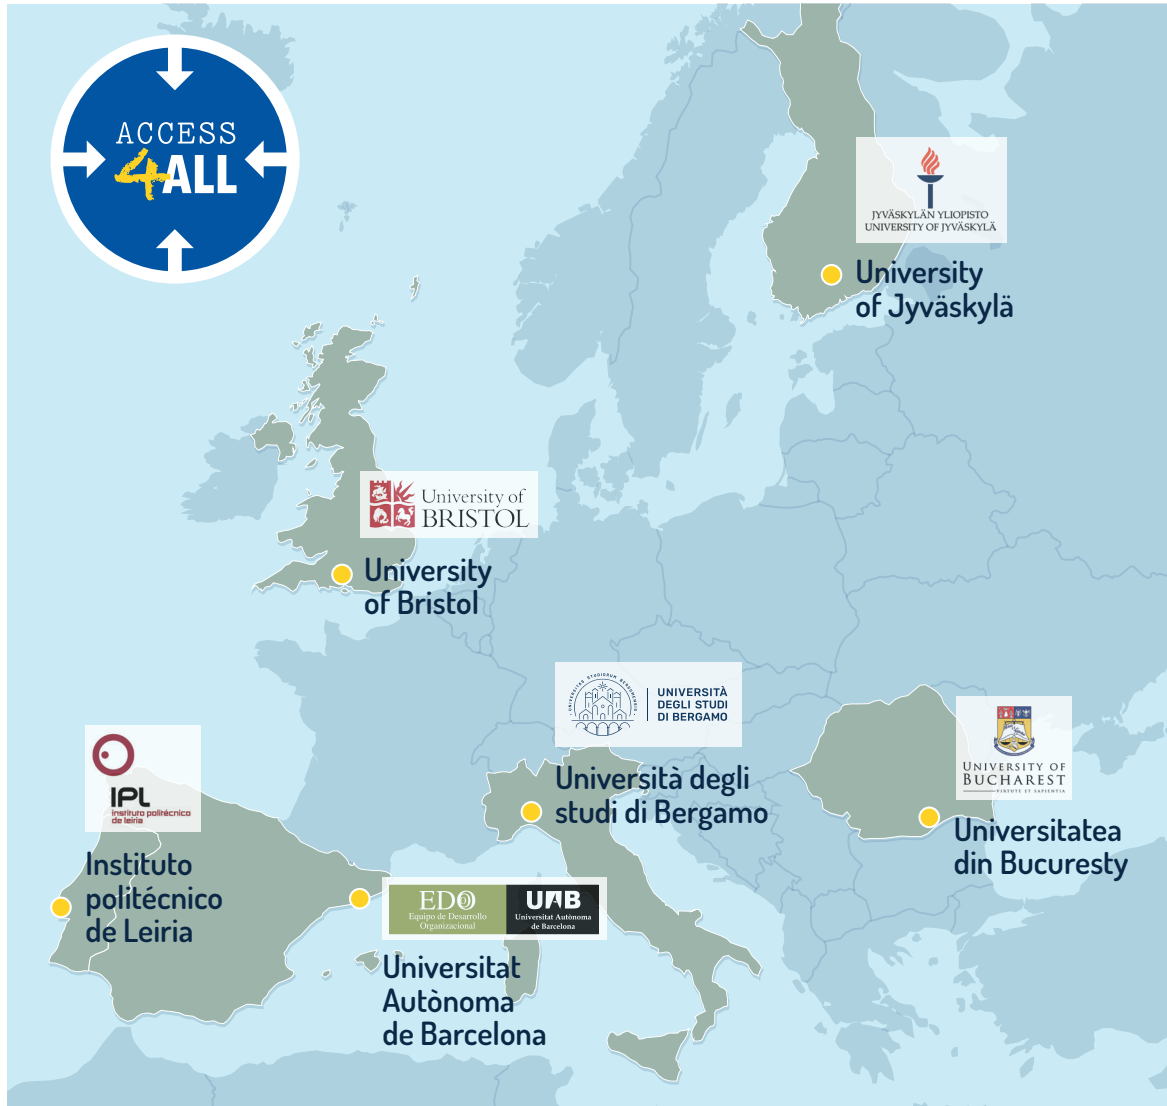 ACCESS
4ALL
JYVÄSKYLÄN YLIOPISTO
UNIVERSITY OF JYVÄSKYLÄ
University
of Jyväskylä
University of
BRISTOL
University
of Bristol
UNIVERSITAS STUDIORUM BERGOMENSIS
UNIVERSITÀ
DEGLI STUDI
DI BERGAMO
Università degli
studi di Bergamo
UNIVERSITY OF
BUCHAREST
VIRTUTE ET SAPIENTIA
Universitatea
din Bucuresty
IPL
instituto politécnico
de leiria
Instituto
politécnico
de Leiria
EDO
Equipo de Desarrollo
Organizacional
UAB
Universitat Autònoma
de Barcelona
Universitat
Autònoma
de Barcelona